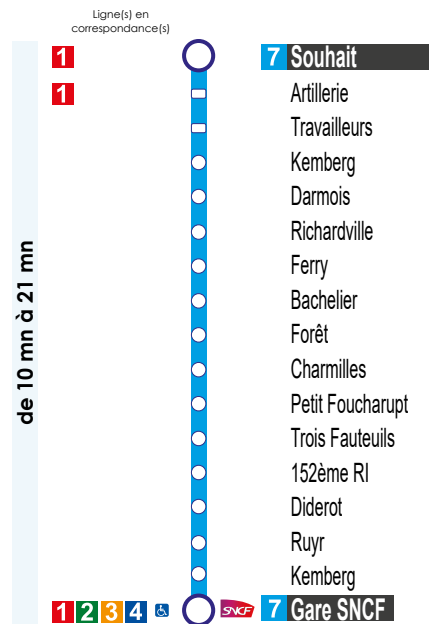 Ligne(s) en
correspondance(s)
1 7 Souhait
1 Artillerie
Travailleurs
Kemberg
Darmois
Richardville
Ferry
Bachelier
Forêt
Charmilles
Petit Foucharupt
Trois Fauteuils
152ème RI
Diderot
Ruyr
Kemberg
1 2 3 4 SNCF 7 Gare SNCF
de 10 mn à 21 mn